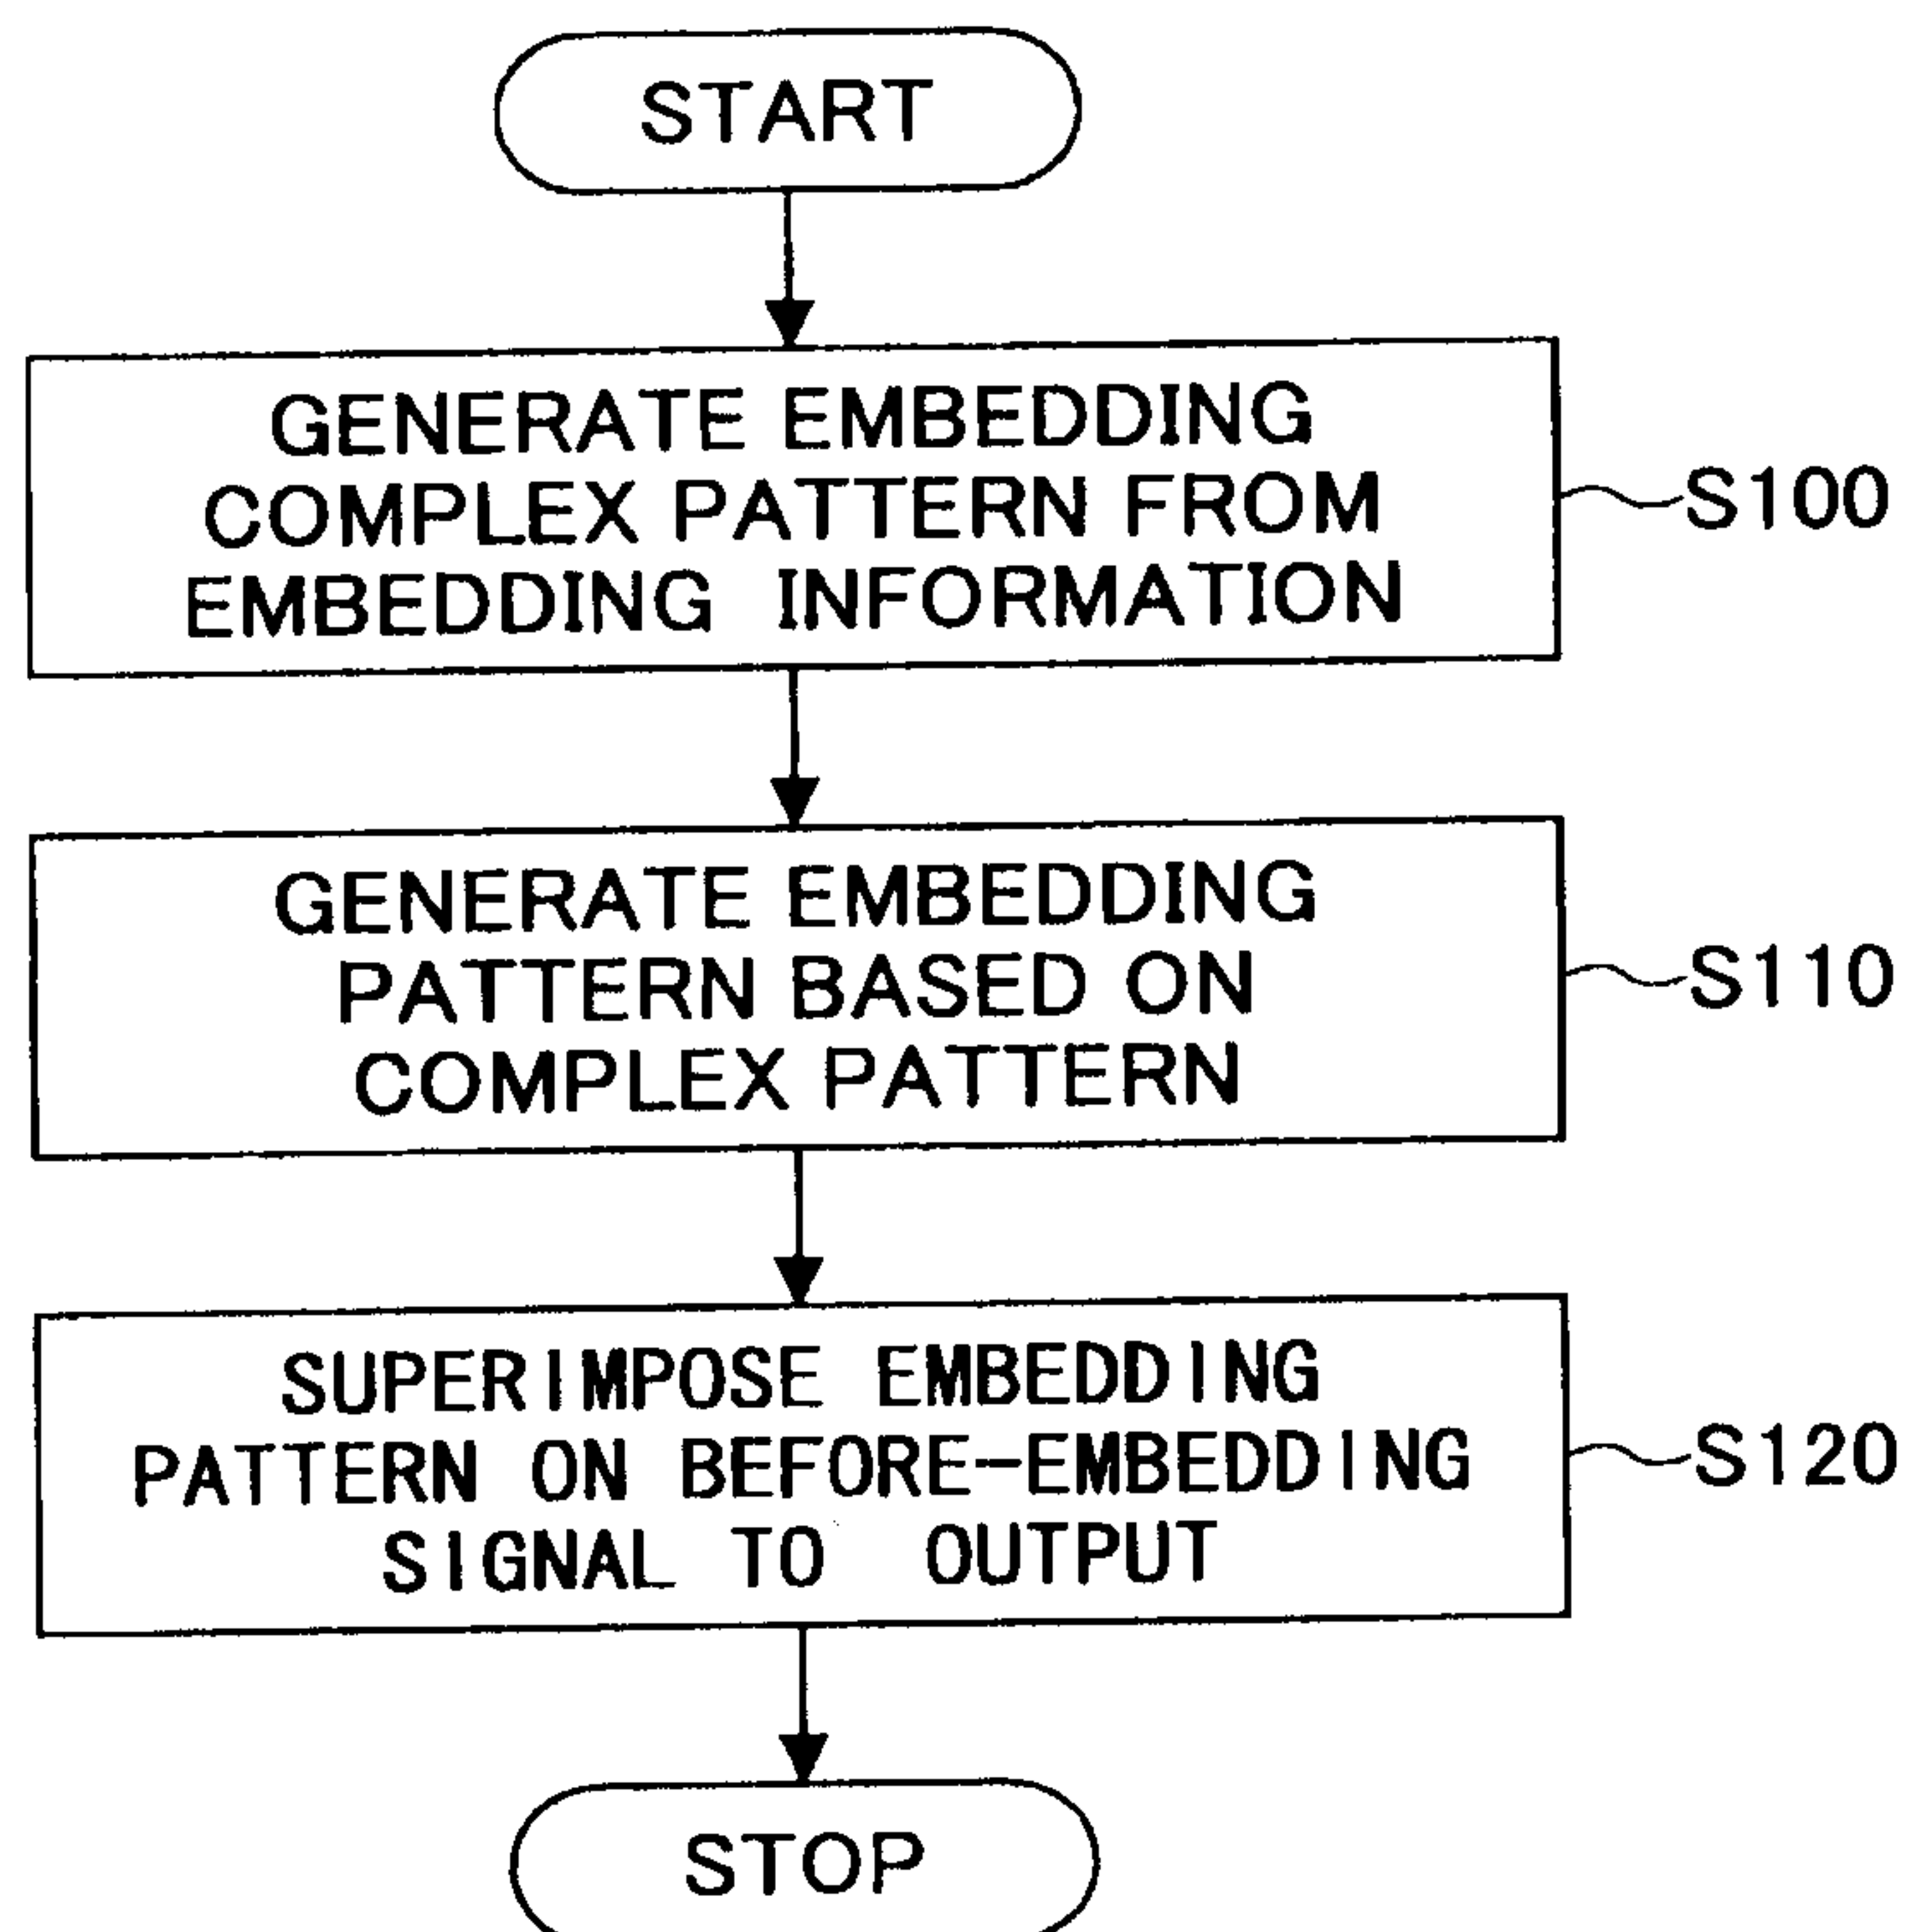 START
GENERATE EMBEDDING
COMPLEX PATTERN FROM
EMBEDDING INFORMATION
S100
GENERATE EMBEDDING
PATTERN BASED ON
COMPLEX PATTERN
S110
SUPERIMPOSE EMBEDDING
PATTERN ON BEFORE-EMBEDDING
SIGNAL TO OUTPUT
S120
STOP